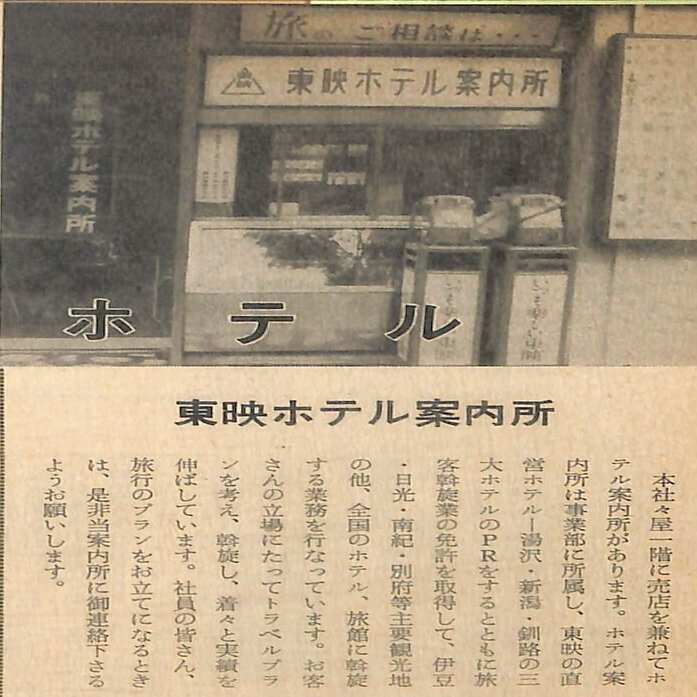 旅のご相談は・・・
東映ホテル案内所
ホテル案内所
ホテル
東映ホテル案内所
本社々屋一階に売店を兼ねてホ
テル案内所があります。ホテル案
内所は事業部に所属し、東映の直
営ホテルー湯沢・新潟・釧路の三
大ホテルのPRをするとともに旅
客斡旋業の免許を取得して、伊豆
・日光・南紀・別府等主要観光地
の他、全国のホテル、旅館に斡旋
する業務を行なっています。お客
さんの立場にたってトラベルプラ
ンを考え、斡旋し、着々と実績を
伸ばしています。社員の皆さん、
旅行のプランをお立てになるとき
は、是非当案内所に御連絡下さる
ようお願いします。